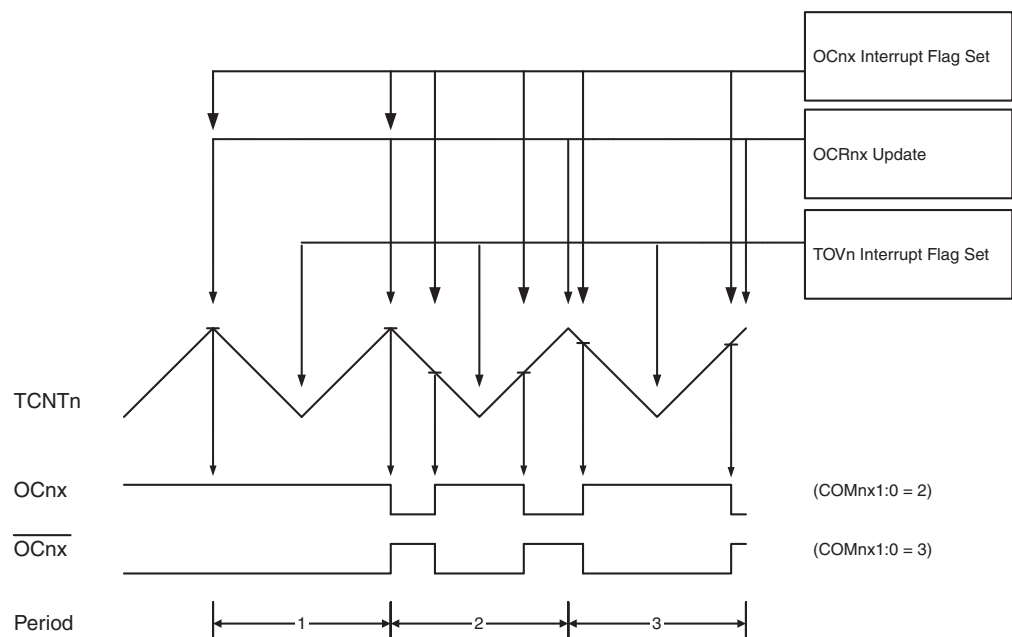 OCnx Interrupt Flag Set
OCRnx Update
TOVn Interrupt Flag Set
TCNTn
OCnx (COMnx1:0 = 2)
OCnx (COMnx1:0 = 3)
Period 1 2 3